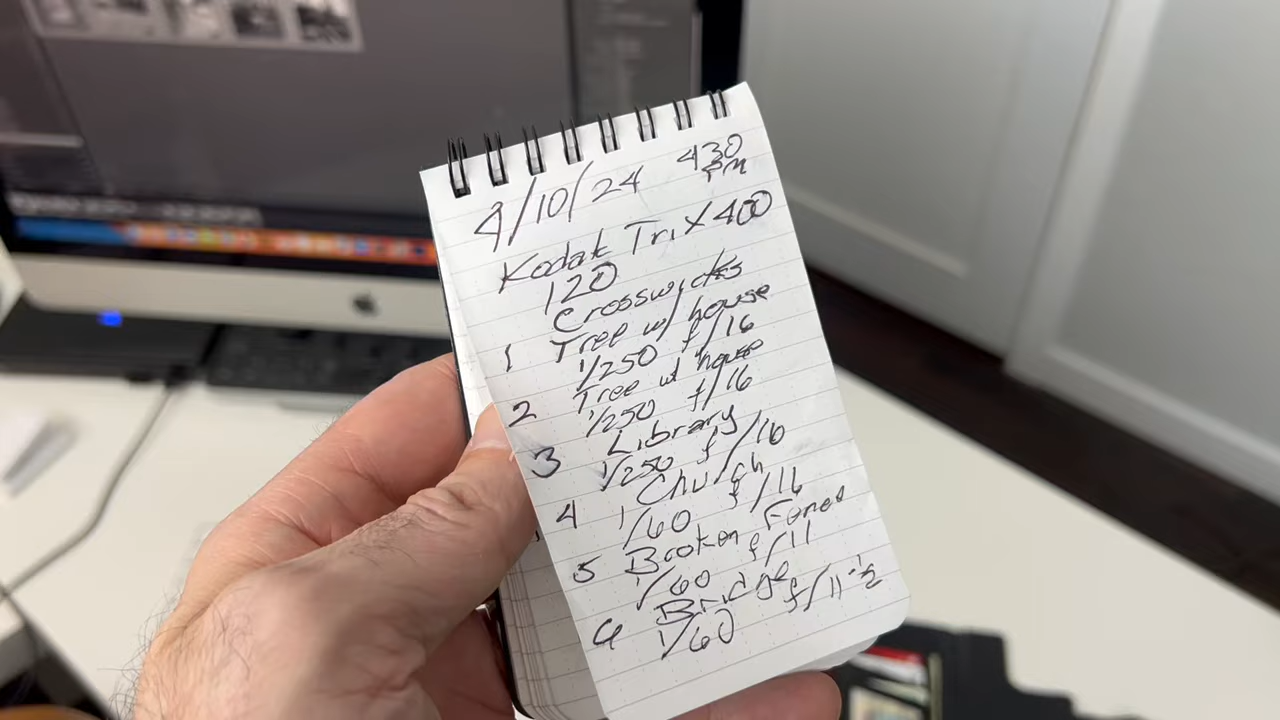 4/10/24 430 PM
Kodak Tri X 400
120
Crosswicks
1 Tree w/ house
1/250 f/16
2 Tree w/ house
1/250 f/16
3 Library
1/250 f/16
4 Church
1/60 f/16
5 Broken Fence
1/60 f/11
6 Bridge
1/60 f/11-½